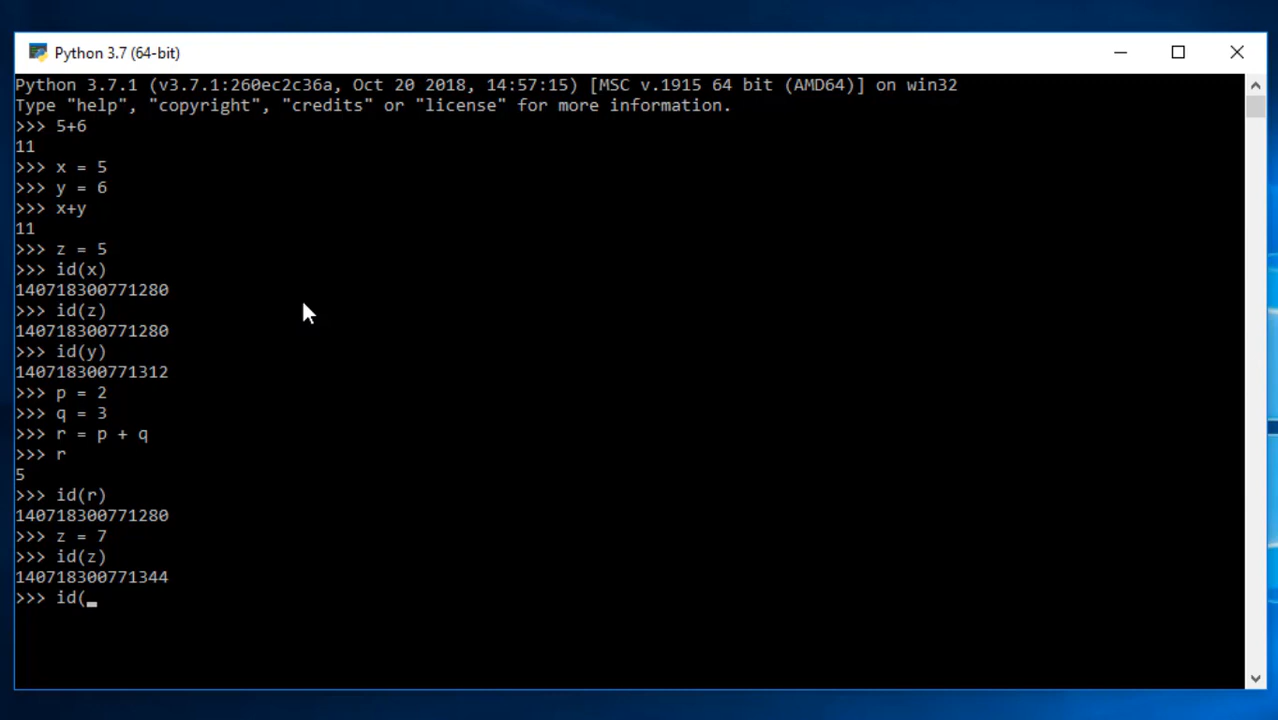 Python 3.7 (64-bit)
Python 3.7.1 (v3.7.1:260ec2c36a, Oct 20 2018, 14:57:15) [MSC v.1915 64 bit (AMD64)] on win32
Type "help", "copyright", "credits" or "license" for more information.
>>> 5+6
11
>>> x = 5
>>> y = 6
>>> x+y
11
>>> z = 5
>>> id(x)
140718300771280
>>> id(z)
140718300771280
>>> id(y)
140718300771312
>>> p = 2
>>> q = 3
>>> r = p + q
>>> r
5
>>> id(r)
140718300771280
>>> z = 7
>>> id(z)
140718300771344
>>> id(